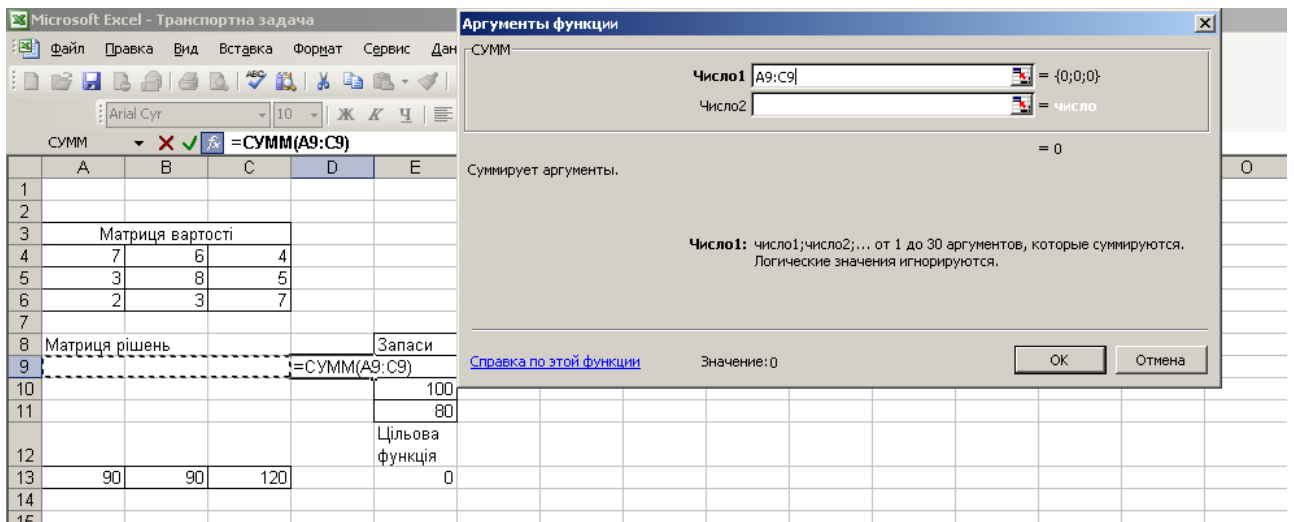 Microsoft Excel - Транспортна задача
Файл Правка Вид Вставка Формат Сервис Дан
ABC
Arial Cyr 10 Ж К Ч
СУММ fx =СУММ(A9:C9)
A B C D E O
1
2
3 Матриця вартості
4 7 6 4
5 3 8 5
6 2 3 7
7
8 Матриця рішень Запаси
9 =СУММ(A9:C9)
10 100
11 80
Цільова
12 функція
13 90 90 120 0
14
15
Аргументы функции
СУММ
Число1 A9:C9 = {0;0;0}
Число2 = число
= 0
Суммирует аргументы.
Число1: число1;число2;... от 1 до 30 аргументов, которые суммируются.
Логические значения игнорируются.
Справка по этой функции Значение:0 ОК Отмена